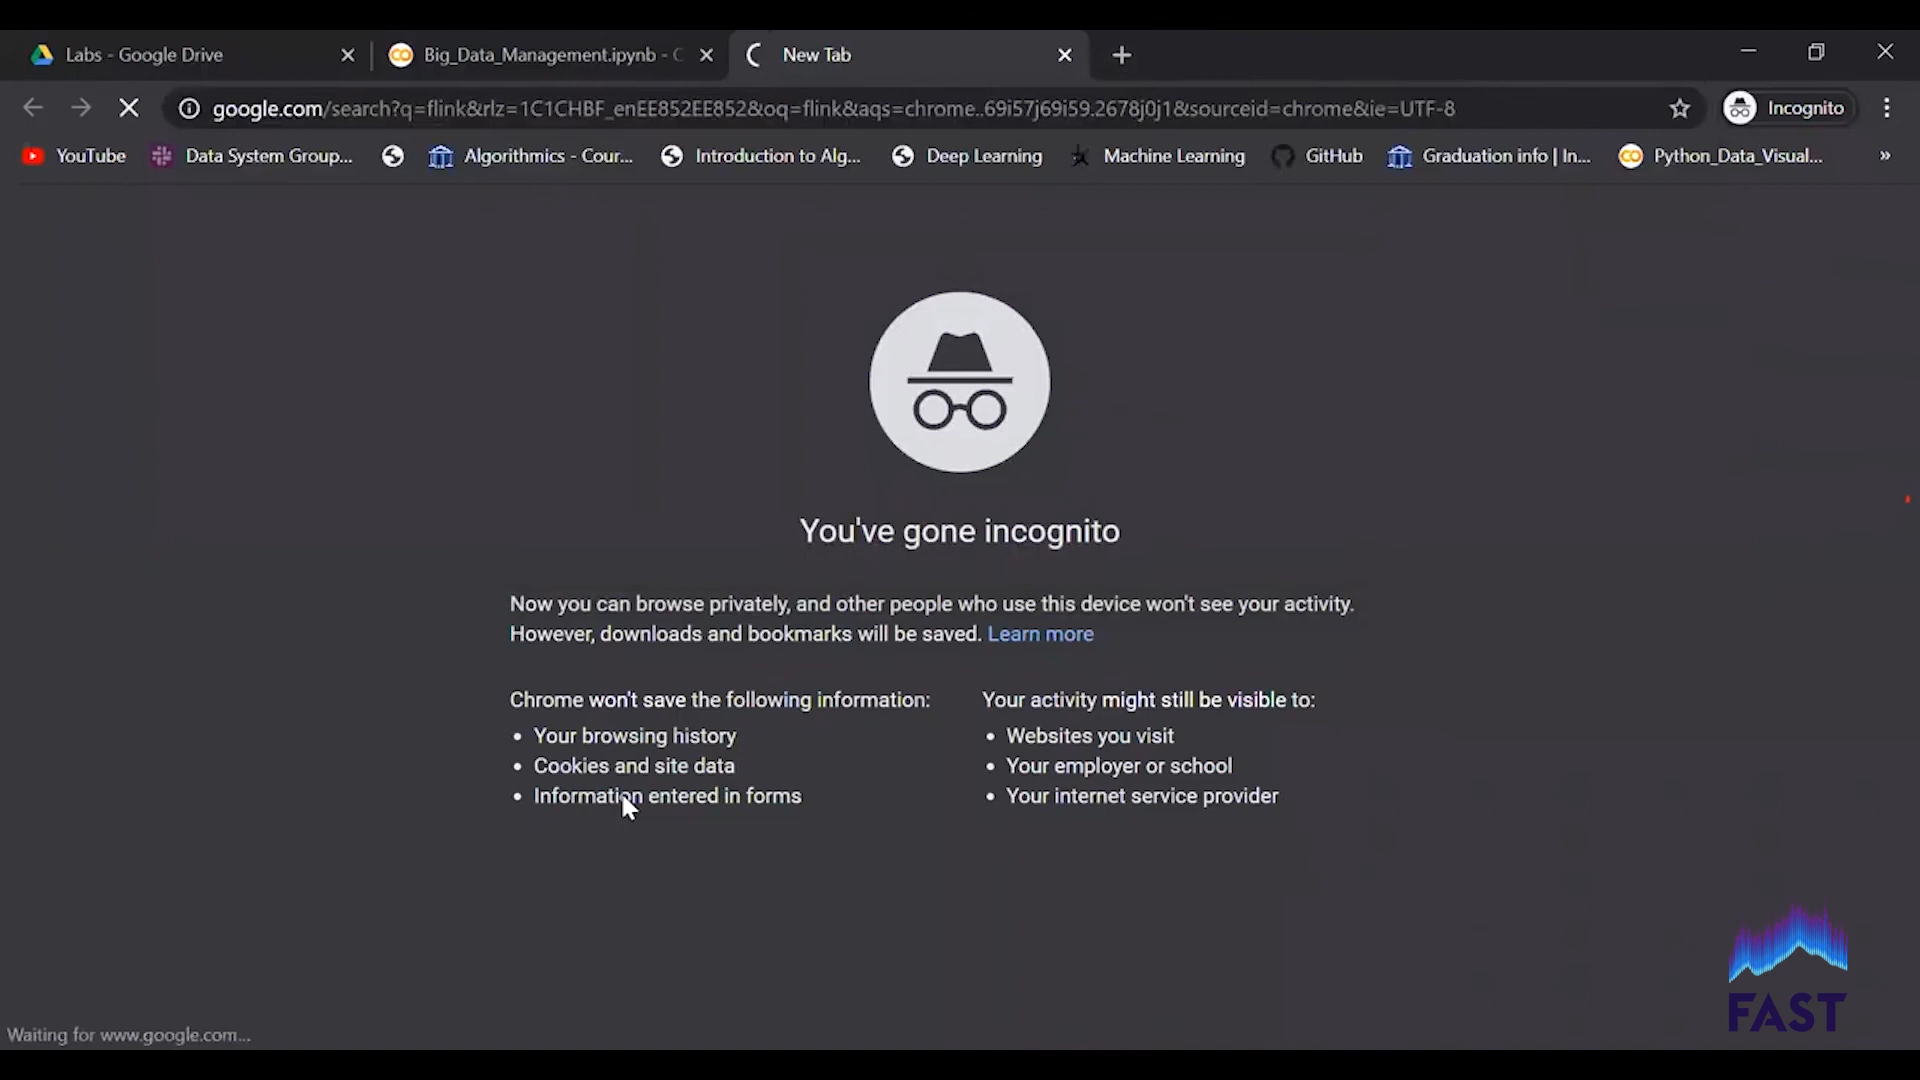 Labs - Google Drive
Big_Data_Management.ipynb - C
New Tab
google.com/search?q=flink&rlz=1C1CHBF_enEE852EE852&oq=flink&aqs=chrome..69i57j69i59.2678j0j1&sourceid=chrome&ie=UTF-8
Incognito
YouTube
Data System Group...
Algorithmics - Cour...
Introduction to Alg...
Deep Learning
Machine Learning
GitHub
Graduation info | In...
Python_Data_Visual...
You've gone incognito
Now you can browse privately, and other people who use this device won't see your activity.
However, downloads and bookmarks will be saved. Learn more
Chrome won't save the following information:
Your browsing history
Cookies and site data
Information entered in forms
Your activity might still be visible to:
Websites you visit
Your employer or school
Your internet service provider
FAST
Waiting for www.google.com...